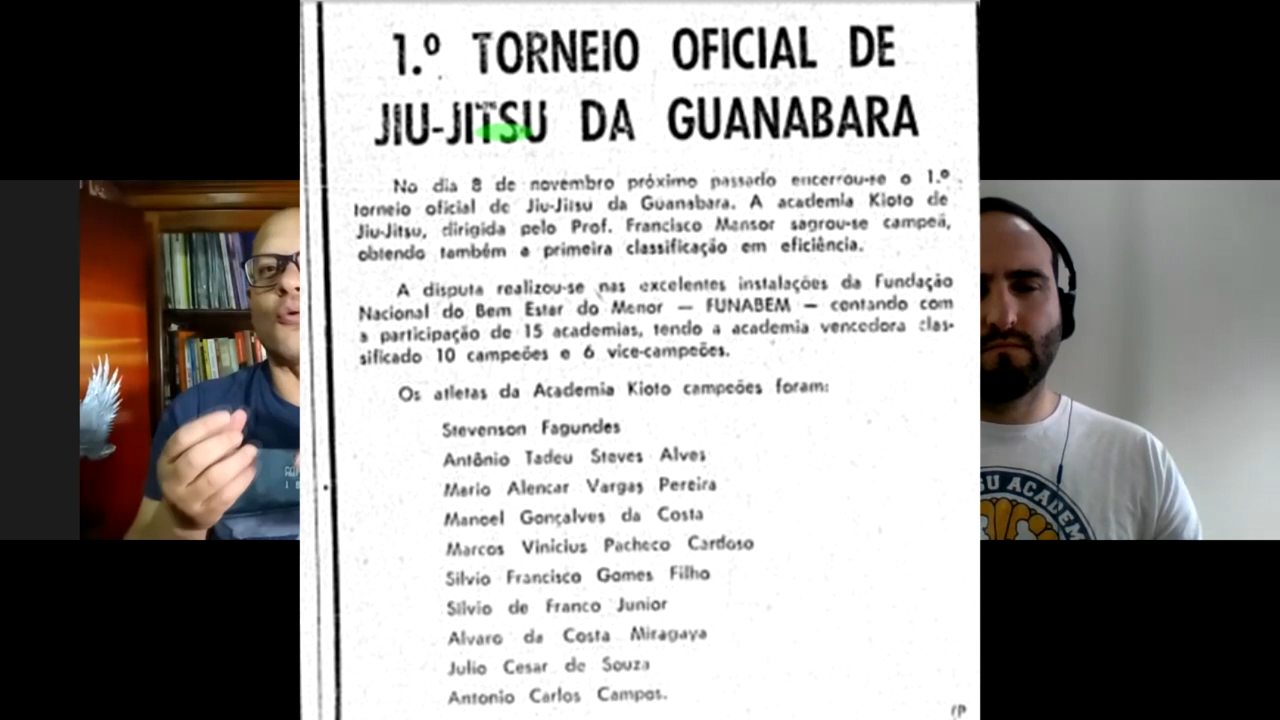 1.º TORNEIO OFICIAL DE
JIU-JITSU DA GUANABARA
No dia 8 de novembro próximo passado encerrou-se o 1.º
torneio oficial de Jiu-Jitsu da Guanabara. A academia Kioto de
Jiu-Jitsu, dirigida pelo Prof. Francisco Mansor sagrou-se campeã,
obtendo também a primeira classificação em eficiência.
A disputa realizou-se nas excelentes instalações da Fundação
Nacional do Bem Estar do Menor — FUNABEM — contando com
a participação de 15 academias, tendo a academia vencedora clas-
sificado 10 campeões e 6 vice-campeões.
Os atletas da Academia Kioto campeões foram:
Stevenson Fagundes
Antônio Tadeu Steves Alves
Mario Alencar Vargas Pereira
Manoel Gonçalves da Costa
Marcos Vinicius Pacheco Cardoso
Silvio Francisco Gomes Filho
Silvio de Franco Junior
Alvaro da Costa Miragaya
Julio Cesar de Souza
Antonio Carlos Campos.
(P
SU ACADEM